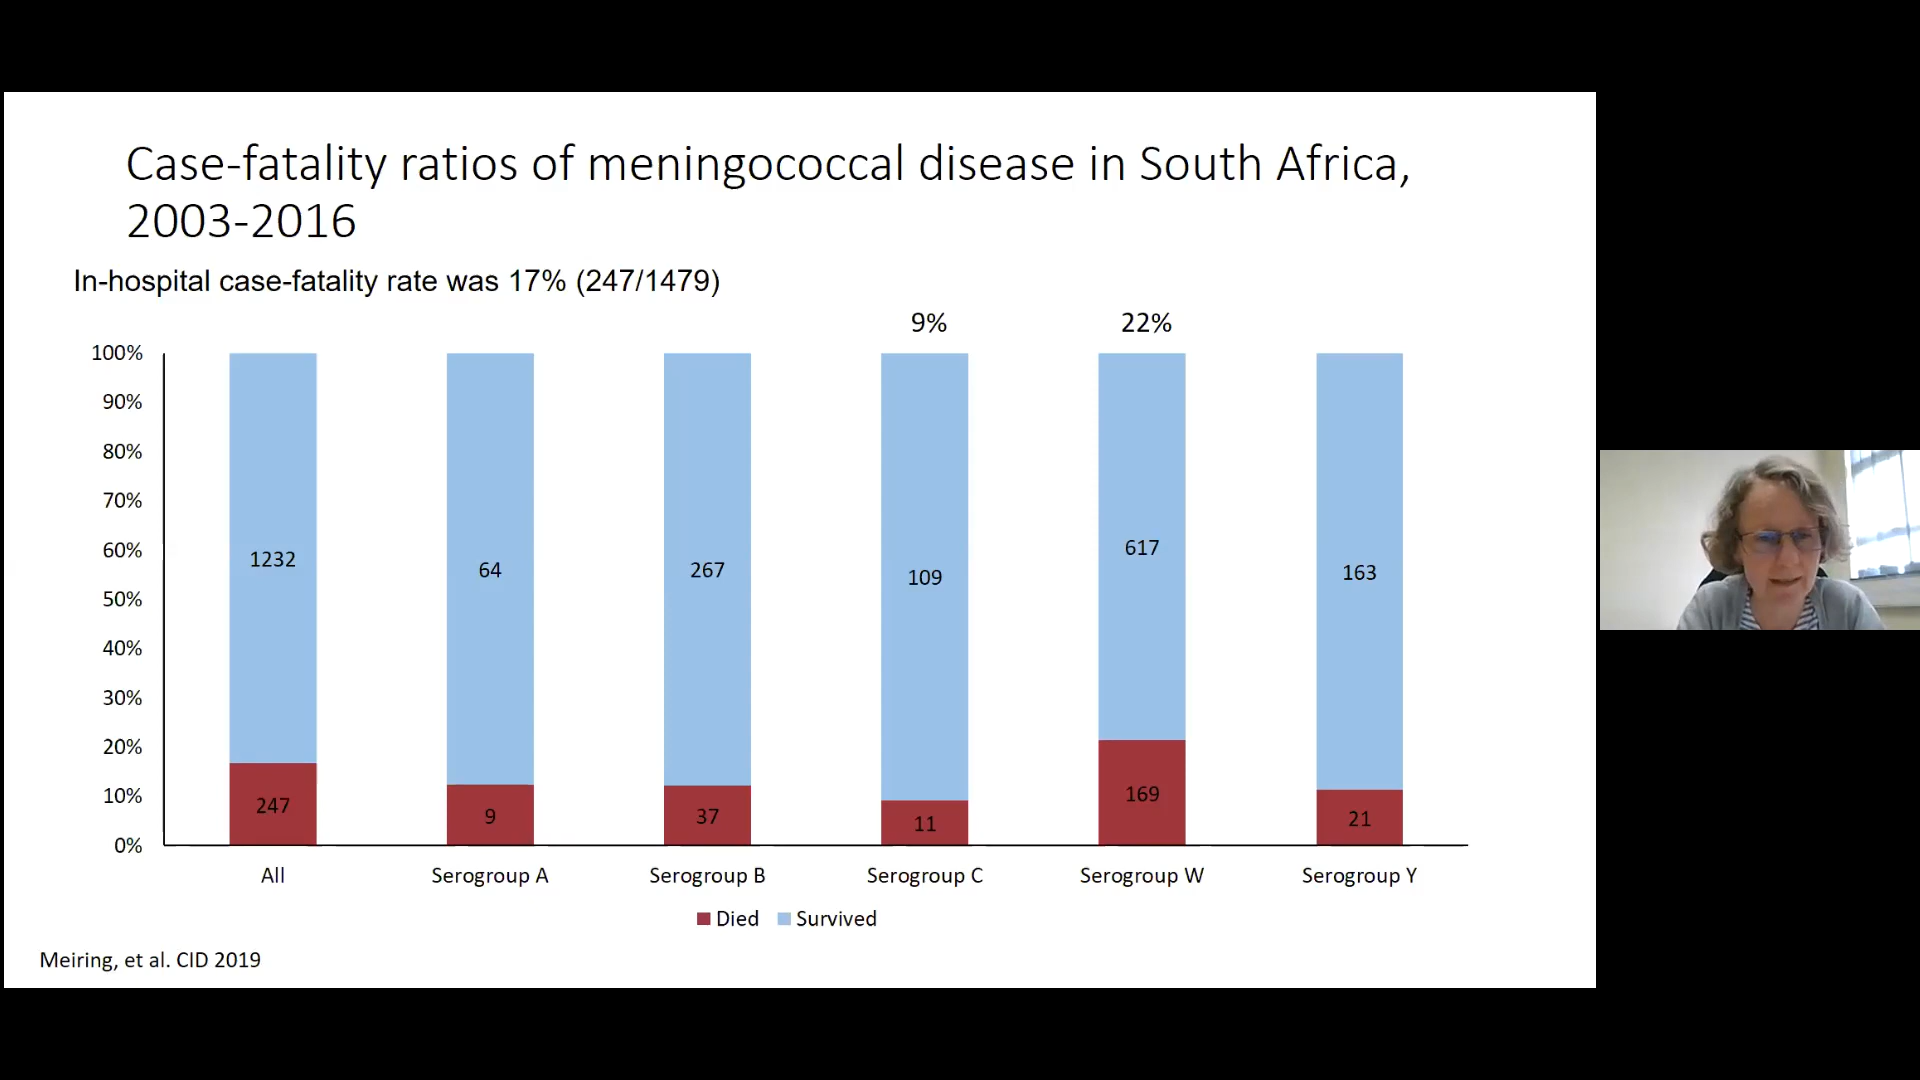 Case-fatality ratios of meningococcal disease in South Africa,
2003-2016
In-hospital case-fatality rate was 17% (247/1479)
9% 22%
100%
90%
80%
70%
60%
50%
40%
30%
20%
10%
0%
1232 64 267 109 617 163
247 9 37 11 169 21
All Serogroup A Serogroup B Serogroup C Serogroup W Serogroup Y
Died Survived
Meiring, et al. CID 2019